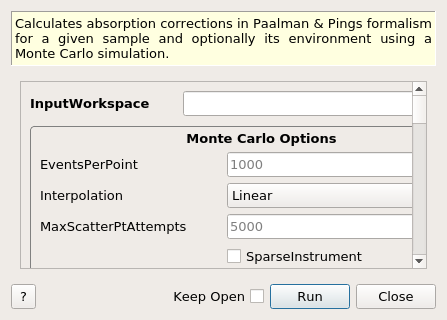 Calculates absorption corrections in Paalman & Pings formalism
for a given sample and optionally its environment using a
Monte Carlo simulation.
InputWorkspace
Monte Carlo Options
EventsPerPoint 1000
Interpolation Linear
MaxScatterPtAttempts 5000
SparseInstrument
? Keep Open Run Close